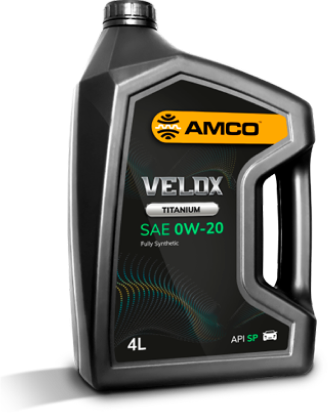 AMCO
VELOX
TITANIUM
SAE 0W-20
Fully Synthetic
4L
API SP